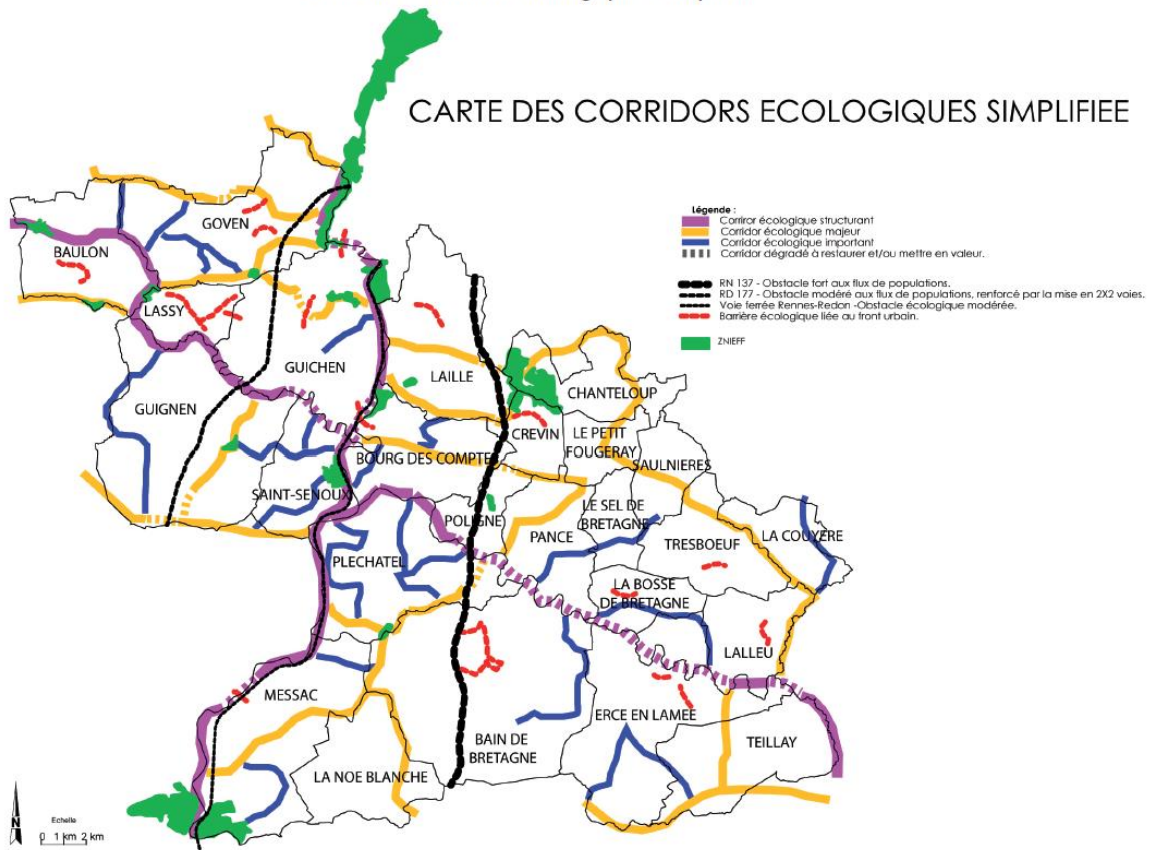 CARTE DES CORRIDORS ECOLOGIQUES SIMPLIFIEE
Légende :
Corriror écologique structurant
Corridor écologique majeur
Corridor écologique important
Corridor dégradé à restaurer et/ou mettre en valeur.
RN 137 - Obstacle fort aux flux de populations.
RD 177 - Obstacle modéré aux flux de populations, renforcé par la mise en 2X2 voies.
Voie ferrée Rennes-Redon -Obstacle écologique modérée.
Barrière écologique liée au front urbain.
ZNIEFF
GOVEN
BAULON
LASSY
GUICHEN
LAILLE
CHANTELOUP
GUIGNEN
CREVIN
LE PETIT
FOUGERAY
BOURG DES COMPTES
SAULNIERES
SAINT-SENOUX
LE SEL DE
BRETAGNE
POLIGNE
PANCE
LA COUYERE
TRESBOEUF
PLECHATEL
LA BOSSE
DE BRETAGNE
LALLEU
MESSAC
ERCE EN LAMEE
TEILLAY
BAIN DE
BRETAGNE
LA NOE BLANCHE
N
Echelle
0 1 km 2 km